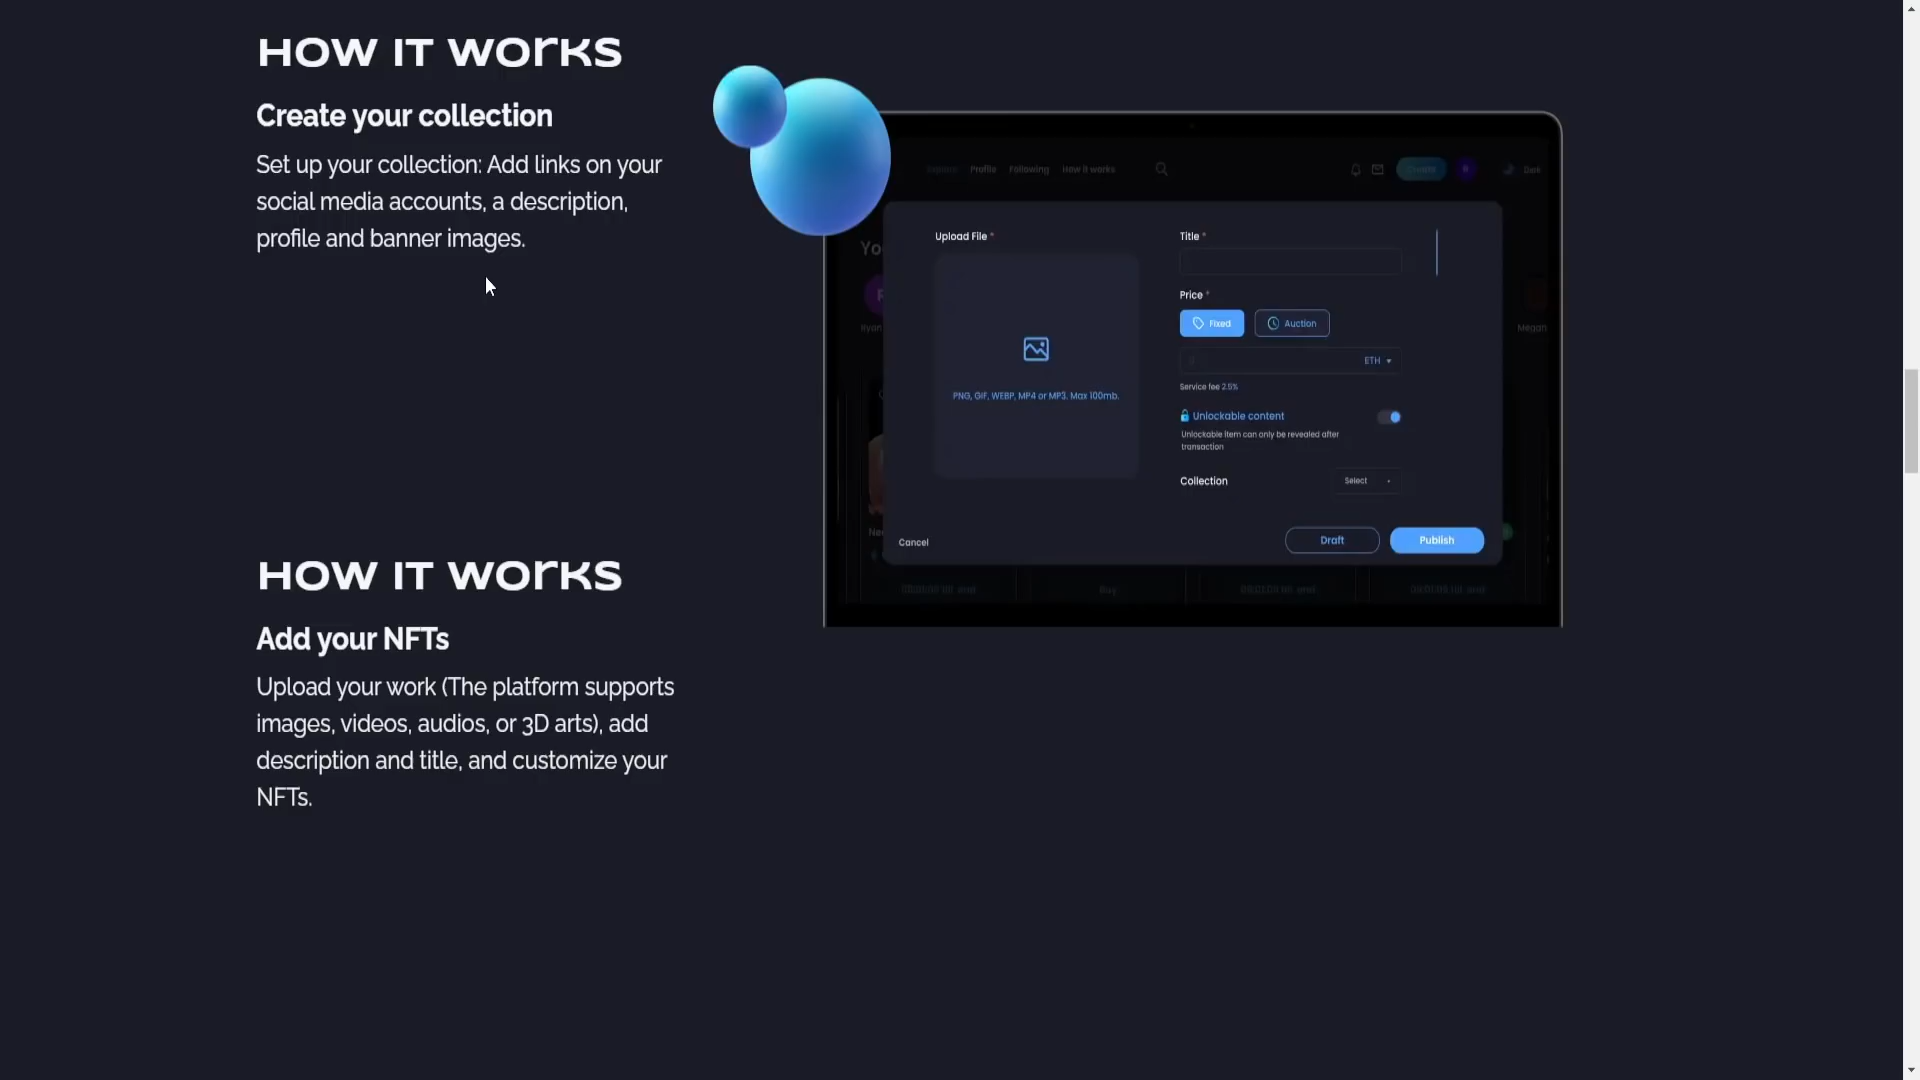 HOW IT WORKS
Create your collection
Set up your collection: Add links on your
social media accounts, a description,
profile and banner images.
Profile Following How it works
Dark
Upload File *
PNG, GIF, WEBP, MP4 or MP3. Max 100mb.
Title *
Price *
Fixed Auction
ETH
Service fee 2.5%
Unlockable content
Unlockable item can only be revealed after
transaction
Collection Select
Cancel Draft Publish
HOW IT WORKS
Add your NFTs
Upload your work (The platform supports
images, videos, audios, or 3D arts), add
description and title, and customize your
NFTs.